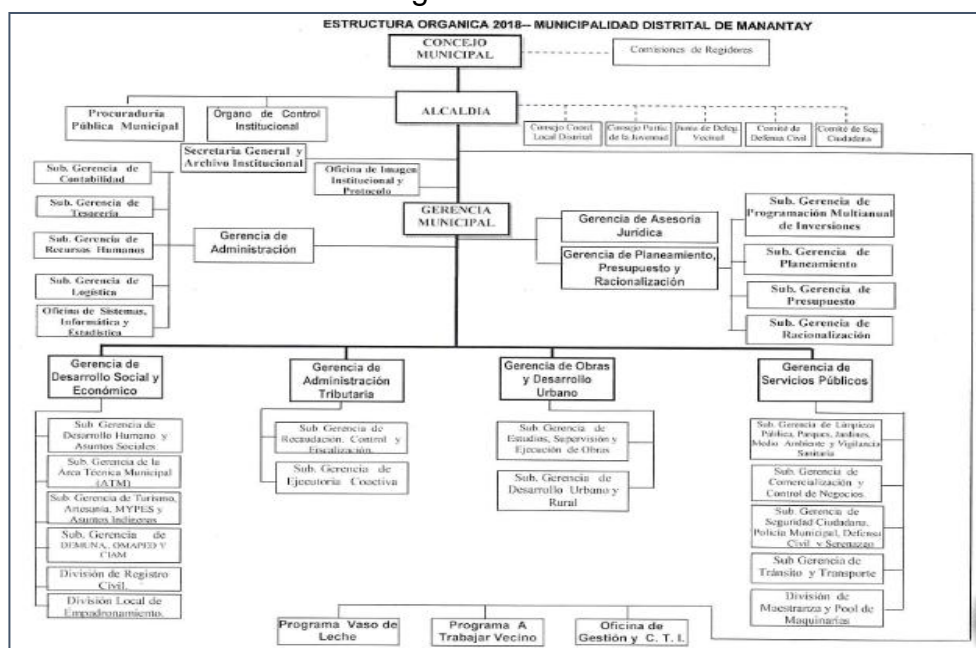 ESTRUCTURA ORGANICA 2018-- MUNICIPALIDAD DISTRITAL DE MANANTAY
CONCEJO
MUNICIPAL
Comisiones de Regidores
ALCALDIA
Procuraduria
Pública Municipal
Órgano de Control
Institucional
Consejo Coord.
Local Distrital
Consejo Partic.
de la Juventud
Junta de Deleg.
Vecinal
Comité de
Defensa Civil
Comité de Seg.
Ciudadana
Secretaria General y
Archivo Institucional
Oficina de Imagen
Institucional y
Protocolo
Sub. Gerencia de
Contabilidad
Sub. Gerencia de
Tesorería
Sub. Gerencia de
Recursos Humanos
Sub. Gerencia de
Logística
Oficina de Sistemas,
Informática y
Estadística
Gerencia de
Administración
GERENCIA
MUNICIPAL
Gerencia de Asesoría
Jurídica
Gerencia de Planeamiento,
Presupuesto y
Racionalización
Sub. Gerencia de
Programación Multianual
de Inversiones
Sub. Gerencia de
Planeamiento
Sub. Gerencia de
Presupuesto
Sub. Gerencia de
Racionalización
Gerencia de
Desarrollo Social y
Económico
Gerencia de
Administración
Tributaria
Gerencia de Obras
y Desarrollo
Urbano
Gerencia de
Servicios Públicos
Sub Gerencia de
Desarrollo Humano y
Asuntos Sociales
Sub. Gerencia de la
Area Técnica Municipal
(ATM)
Sub. Gerencia de Turismo,
Artesanía, MYPES y
Asuntos Indígenas
Sub. Gerencia de
DEMUNA, OMAPED Y
CIAM
División de Registro
Civil.
División Local de
Empadronamiento.
Sub Gerencia de
Recaudación, Control y
Fiscalización.
Sub. Gerencia de
Ejecutoria Coactiva
Sub. Gerencia de
Estudios, Supervisión y
Ejecución de Obras
Sub. Gerencia de
Desarrollo Urbano y
Rural
Sub. Gerencia de Limpieza
Pública, Parques, Jardines,
Medio Ambiente y Vigilancia
Sanitaria
Sub. Gerencia de
Comercialización y
Control de Negocios.
Sub. Gerencia de
Seguridad Ciudadana,
Policía Municipal, Defensa
Civil y Serenazgo
Sub Gerencia de
Tránsito y Transporte
División de
Maestranza y Pool de
Maquinarias
Programa Vaso de
Leche
Programa A
Trabajar Vecino
Oficina de
Gestión y C. T. I.